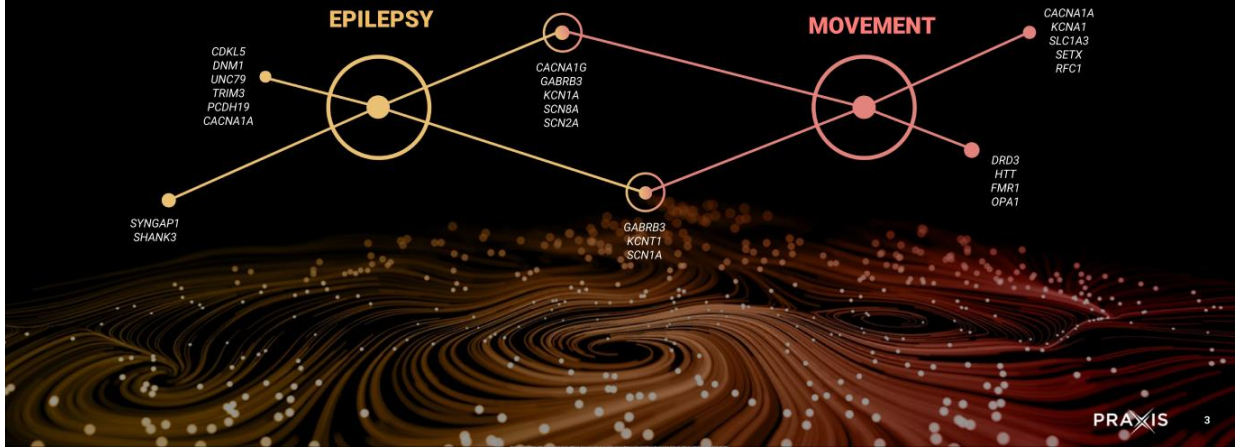 EPILEPSY
MOVEMENT
CDKL5
DNM1
UNC79
TRIM3
PCDH19
CACNA1A
SYNGAP1
SHANK3
CACNA1G
GABRB3
KCN1A
SCN8A
SCN2A
GABRB3
KCNT1
SCN1A
CACNA1A
KCNA1
SLC1A3
SETX
RFC1
DRD3
HTT
FMR1
OPA1
PRAXIS 3